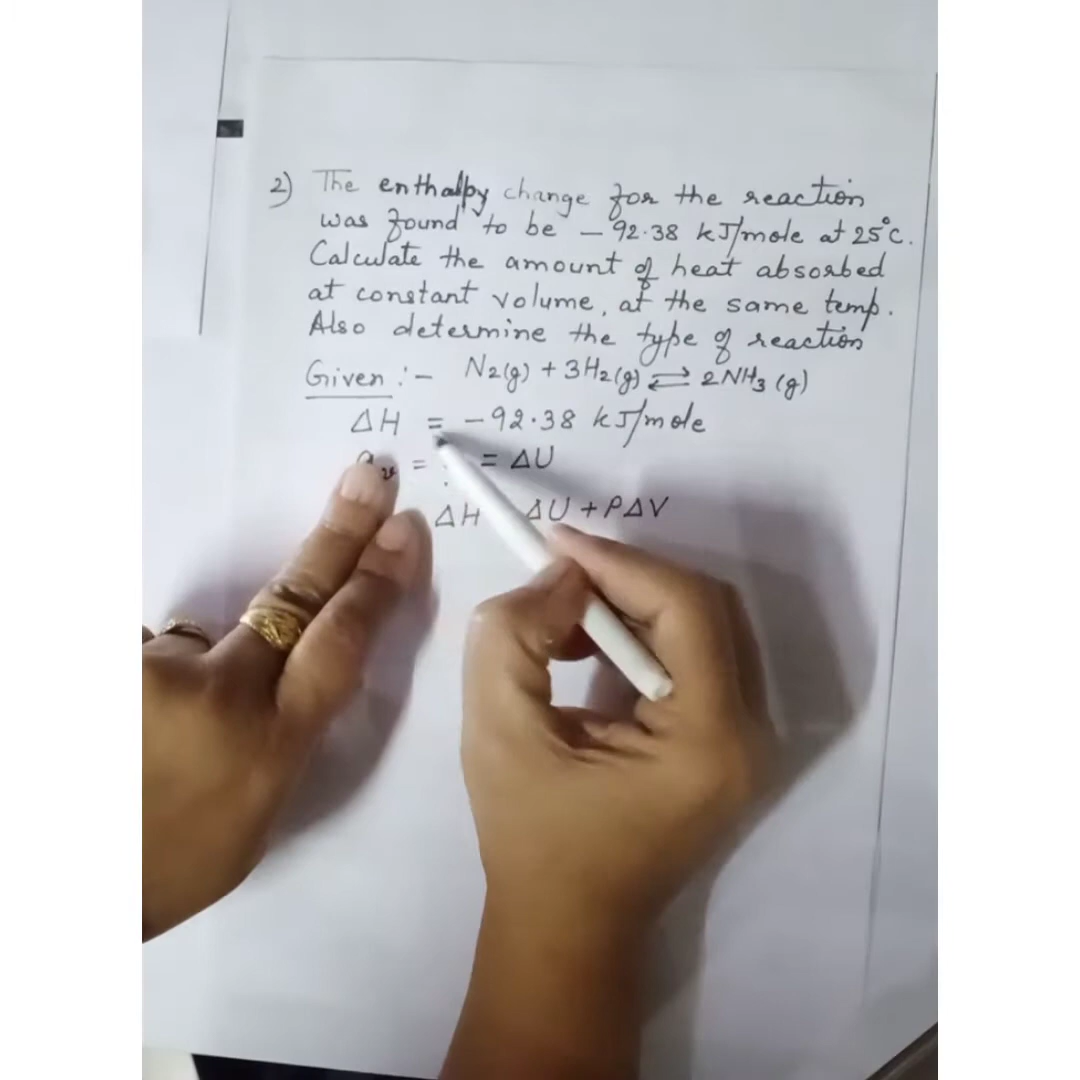 2) The enthalpy change for the reaction
was found to be - 92.38 kJ/mole at 25°C.
Calculate the amount of heat absorbed
at constant volume, at the same temp.
Also determine the type of reaction
Given :- N₂(g) + 3H₂(g) ⇌ 2NH₃(g)
ΔH = -92.38 kJ/mole
= = ΔU
ΔH ΔU + PΔV